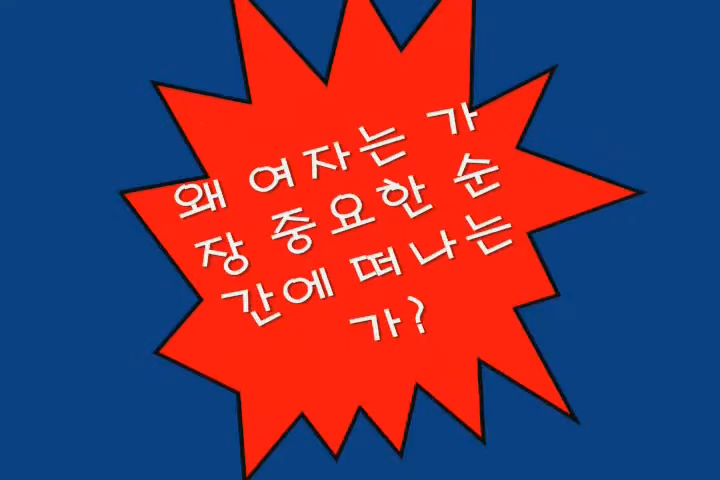 왜 여자는 가
장 중요한 순
간에 떠나는
가?